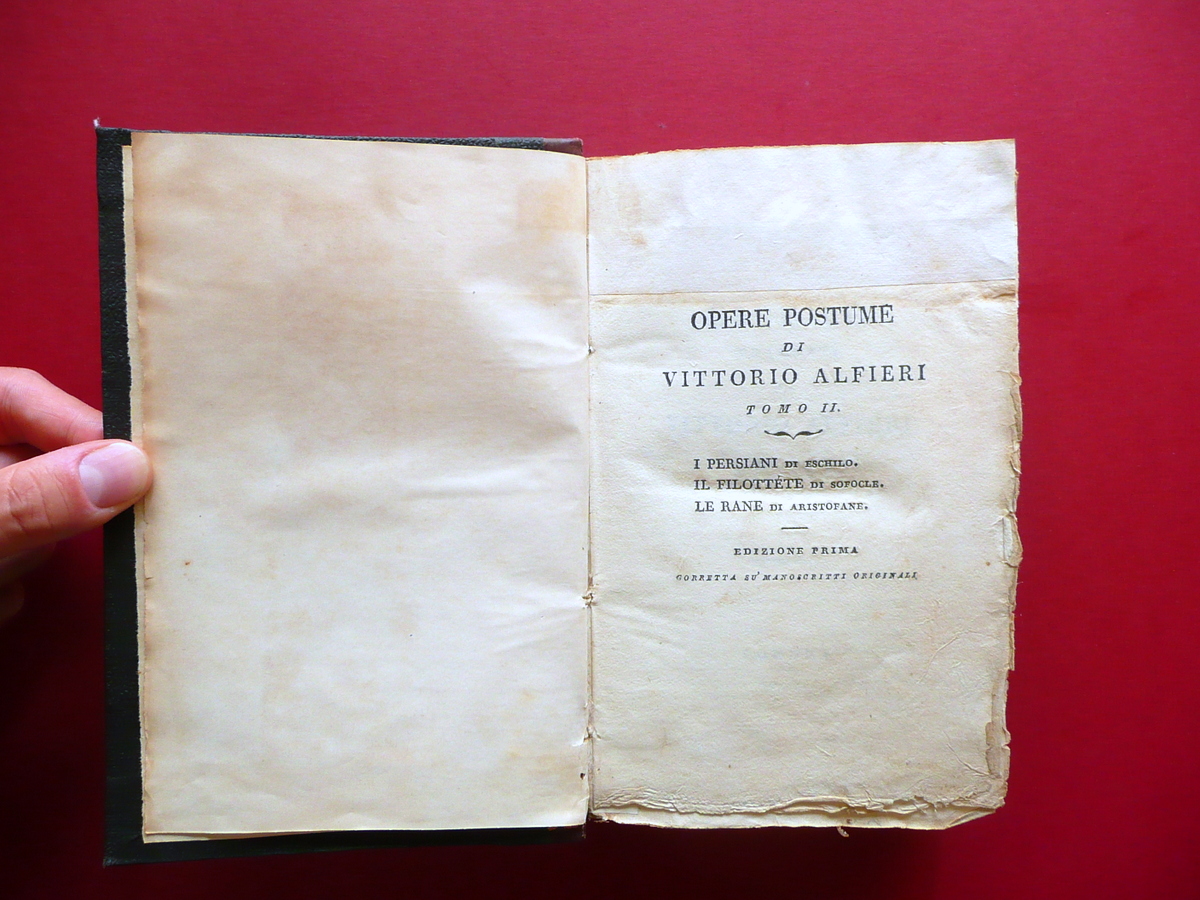 OPERE POSTUME
DI
VITTORIO ALFIERI
TOMO II.
I PERSIANI DI ESCHILO.
IL FILOTTÉTE DI SOFOCLE.
LE RANE DI ARISTOFANE.
EDIZIONE PRIMA
CORRETTA SU' MANOSCRITTI ORIGINALI